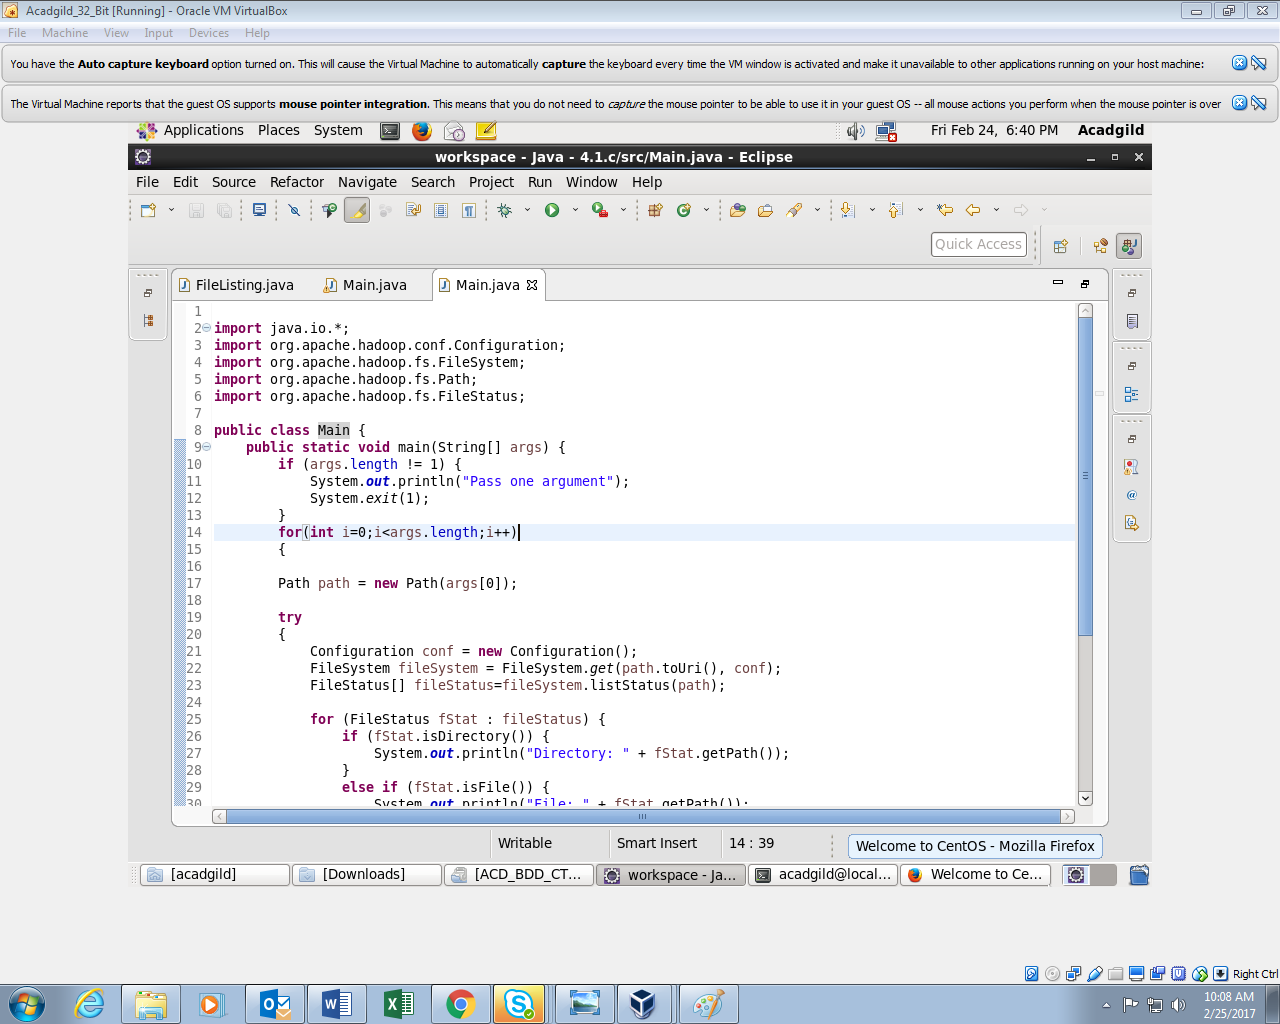 Acadgild_32_Bit [Running] - Oracle VM VirtualBox
File Machine View Input Devices Help
You have the Auto capture keyboard option turned on. This will cause the Virtual Machine to automatically capture the keyboard every time the VM window is activated and make it unavailable to other applications running on your host machine:
The Virtual Machine reports that the guest OS supports mouse pointer integration. This means that you do not need to capture the mouse pointer to be able to use it in your guest OS -- all mouse actions you perform when the mouse pointer is over
Applications Places System Fri Feb 24, 6:40 PM Acadgild
workspace - Java - 4.1.c/src/Main.java - Eclipse
File Edit Source Refactor Navigate Search Project Run Window Help
Quick Access
FileListing.java Main.java Main.java
1
2 import java.io.*;
3 import org.apache.hadoop.conf.Configuration;
4 import org.apache.hadoop.fs.FileSystem;
5 import org.apache.hadoop.fs.Path;
6 import org.apache.hadoop.fs.FileStatus;
7
8 public class Main {
9 public static void main(String[] args) {
10 if (args.length != 1) {
11 System.out.println("Pass one argument");
12 System.exit(1);
13 }
14 for(int i=0;i<args.length;i++)
15 {
16
17 Path path = new Path(args[0]);
18
19 try
20 {
21 Configuration conf = new Configuration();
22 FileSystem fileSystem = FileSystem.get(path.toUri(), conf);
23 FileStatus[] fileStatus=fileSystem.listStatus(path);
24
25 for (FileStatus fStat : fileStatus) {
26 if (fStat.isDirectory()) {
27 System.out.println("Directory: " + fStat.getPath());
28 }
29 else if (fStat.isFile()) {
30 System.out.println("File: " + fStat.getPath());
Writable Smart Insert 14 : 39 Welcome to CentOS - Mozilla Firefox
[acadgild] [Downloads] [ACD_BDD_CT... workspace - Ja... acadgild@local... Welcome to Ce...
Right Ctrl
10:08 AM
2/25/2017